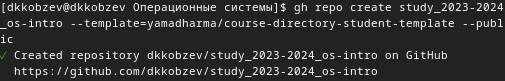 [dkkobzev@dkkobzev Операционные системы]$ gh repo create study_2023-2024
_os-intro --template=yamadharma/course-directory-student-template --publ
ic
✓ Created repository dkkobzev/study_2023-2024_os-intro on GitHub
https://github.com/dkkobzev/study_2023-2024_os-intro